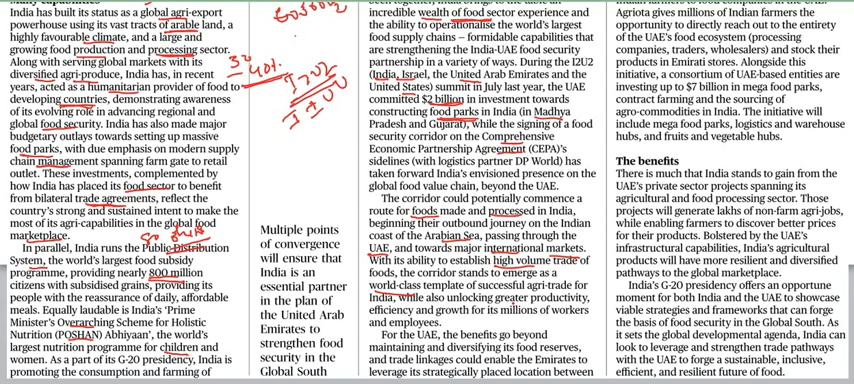 Many capabilities
India has built its status as a global agri-export
powerhouse using its vast tracts of arable land, a
highly favourable climate, and a large and
growing food production and processing sector.
Along with serving global markets with its
diversified agri-produce, India has, in recent
years, acted as a humanitarian provider of food to
developing countries, demonstrating awareness
of its evolving role in advancing regional and
global food security. India has also made major
budgetary outlays towards setting up massive
food parks, with due emphasis on modern supply
chain management spanning farm gate to retail
outlet. These investments, complemented by
how India has placed its food sector to benefit
from bilateral trade agreements, reflect the
country's strong and sustained intent to make the
most of its agri-capabilities in the global food
marketplace.
In parallel, India runs the Public Distribution
System, the world's largest food subsidy
programme, providing nearly 800 million
citizens with subsidised grains, providing its
people with the reassurance of daily, affordable
meals. Equally laudable is India's 'Prime
Minister's Overarching Scheme for Holistic
Nutrition (POSHAN) Abhiyaan', the world's
largest nutrition programme for children and
women. As a part of its G-20 presidency, India is
promoting the consumption and farming of
40%
I2U2
Multiple points
of convergence
will ensure that
India is an
essential partner
in the plan of
the United Arab
Emirates to
strengthen food
security in the
Global South
been together, India brings to the table an
incredible wealth of food sector experience and
the ability to operationalise the world's largest
food supply chains – formidable capabilities that
are strengthening the India-UAE food security
partnership in a variety of ways. During the I2U2
(India, Israel, the United Arab Emirates and the
United States) summit in July last year, the UAE
committed $2 billion in investment towards
constructing food parks in India (in Madhya
Pradesh and Gujarat), while the signing of a food
security corridor on the Comprehensive
Economic Partnership Agreement (CEPA)'s
sidelines (with logistics partner DP World) has
taken forward India's envisioned presence on the
global food value chain, beyond the UAE.
The corridor could potentially commence a
route for foods made and processed in India,
beginning their outbound journey on the Indian
coast of the Arabian Sea, passing through the
UAE, and towards major international markets.
With its ability to establish high volume trade of
foods, the corridor stands to emerge as a
world-class template of successful agri-trade for
India, while also unlocking greater productivity,
efficiency and growth for its millions of workers
and employees.
For the UAE, the benefits go beyond
maintaining and diversifying its food reserves,
and trade linkages could enable the Emirates to
leverage its strategically placed location between
Indian farmers to food companies in the UAE.
Agriota gives millions of Indian farmers the
opportunity to directly reach out to the entirety
of the UAE's food ecosystem (processing
companies, traders, wholesalers) and stock their
products in Emirati stores. Alongside this
initiative, a consortium of UAE-based entities are
investing up to $7 billion in mega food parks,
contract farming and the sourcing of
agro-commodities in India. The initiative will
include mega food parks, logistics and warehouse
hubs, and fruits and vegetable hubs.
The benefits
There is much that India stands to gain from the
UAE's private sector projects spanning its
agricultural and food processing sector. Those
projects will generate lakhs of non-farm agri-jobs,
while enabling farmers to discover better prices
for their products. Bolstered by the UAE's
infrastructural capabilities, India's agricultural
products will have more resilient and diversified
pathways to the global marketplace.
India's G-20 presidency offers an opportune
moment for both India and the UAE to showcase
viable strategies and frameworks that can forge
the basis of food security in the Global South. As
it sets the global developmental agenda, India can
look to leverage and strengthen trade pathways
with the UAE to forge a sustainable, inclusive,
efficient, and resilient future of food.